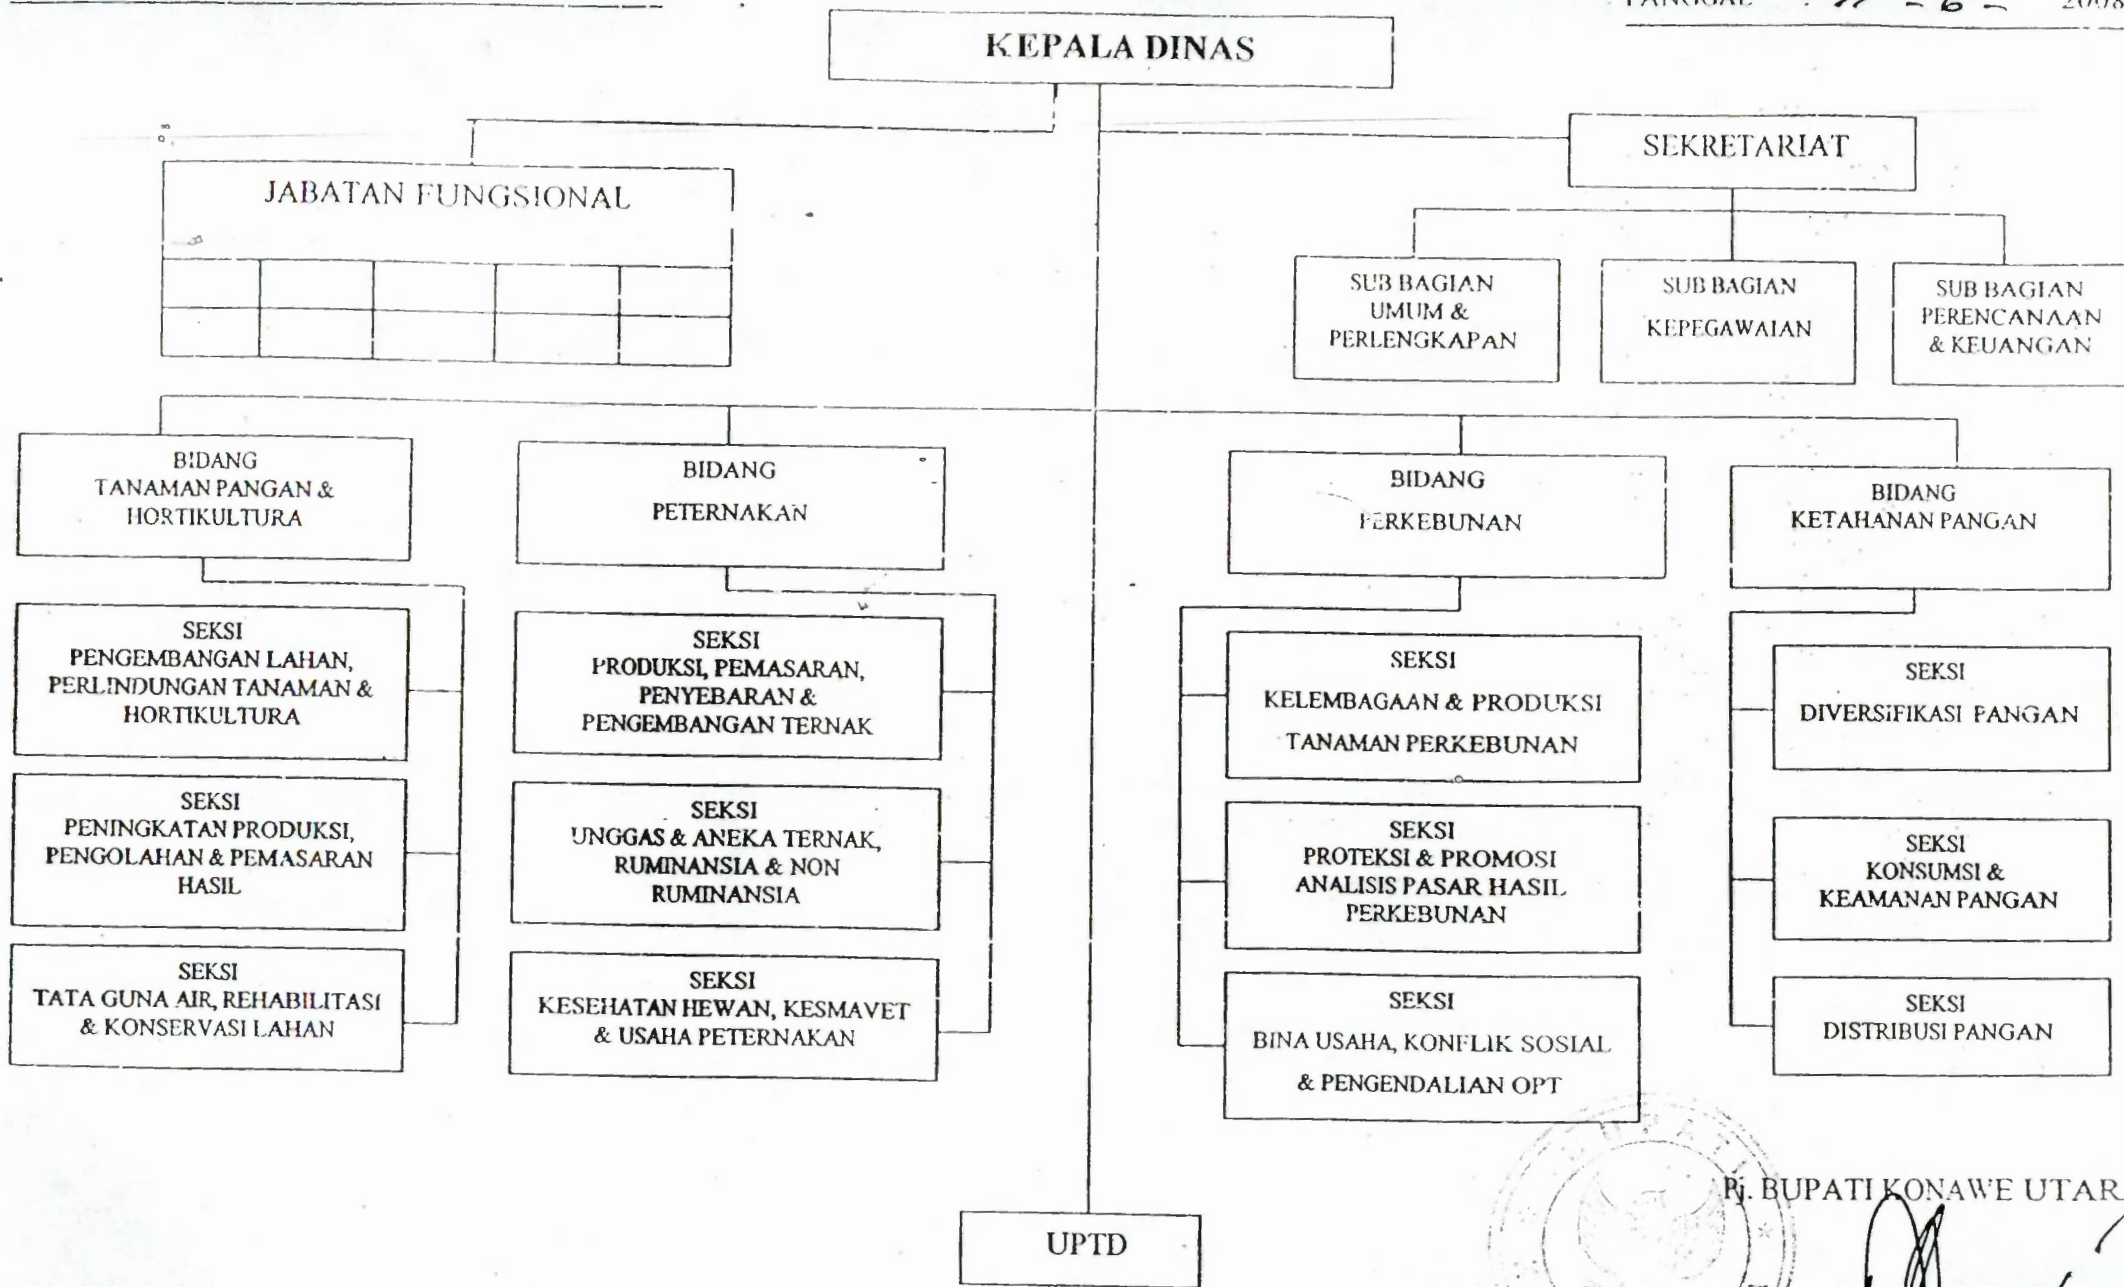 KEPALA DINAS
SEKRETARIAT
JABATAN FUNGSIONAL
SUB BAGIAN
UMUM &
PERLENGKAPAN
SUB BAGIAN
KEPEGAWAIAN
SUB BAGIAN
PERENCANAAN
& KEUANGAN
BIDANG
TANAMAN PANGAN &
HORTIKULTURA
BIDANG
PETERNAKAN
BIDANG
PERKEBUNAN
BIDANG
KETAHANAN PANGAN
SEKSI
PENGEMBANGAN LAHAN,
PERLINDUNGAN TANAMAN &
HORTIKULTURA
SEKSI
PENINGKATAN PRODUKSI,
PENGOLAHAN & PEMASARAN
HASIL
SEKSI
TATA GUNA AIR, REHABILITASI
& KONSERVASI LAHAN
SEKSI
PRODUKSI, PEMASARAN,
PENYEBARAN &
PENGEMBANGAN TERNAK
SEKSI
UNGGAS & ANEKA TERNAK,
RUMINANSIA & NON
RUMINANSIA
SEKSI
KESEHATAN HEWAN, KESMAVET
& USAHA PETERNAKAN
SEKSI
KELEMBAGAAN & PRODUKSI
TANAMAN PERKEBUNAN
SEKSI
PROTEKSI & PROMOSI
ANALISIS PASAR HASIL
PERKEBUNAN
SEKSI
BINA USAHA, KONFLIK SOSIAL
& PENGENDALIAN OPT
SEKSI
DIVERSIFIKASI PANGAN
SEKSI
KONSUMSI &
KEAMANAN PANGAN
SEKSI
DISTRIBUSI PANGAN
UPTD
Pj. BUPATI KONAWE UTAR